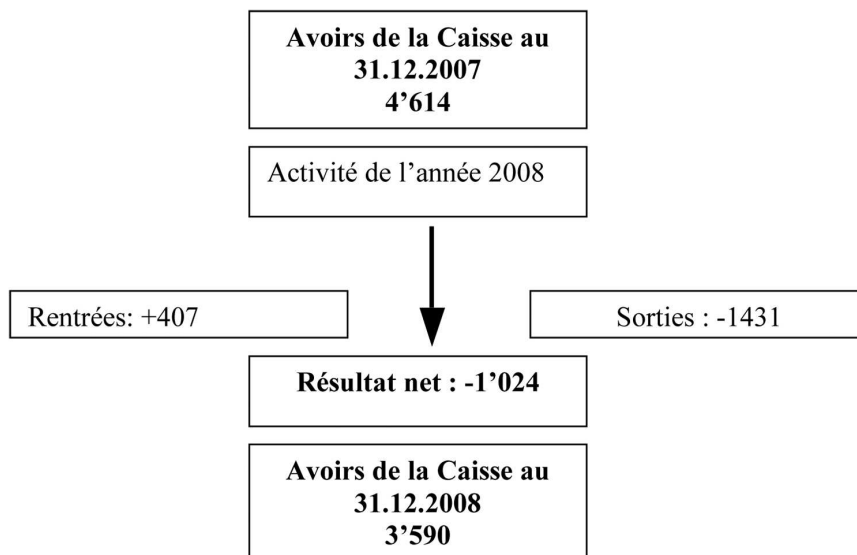 Avoirs de la Caisse au
31.12.2007
4’614
Activité de l’année 2008
Rentrées: +407
Sorties : -1431
Résultat net : -1’024
Avoirs de la Caisse au
31.12.2008
3’590